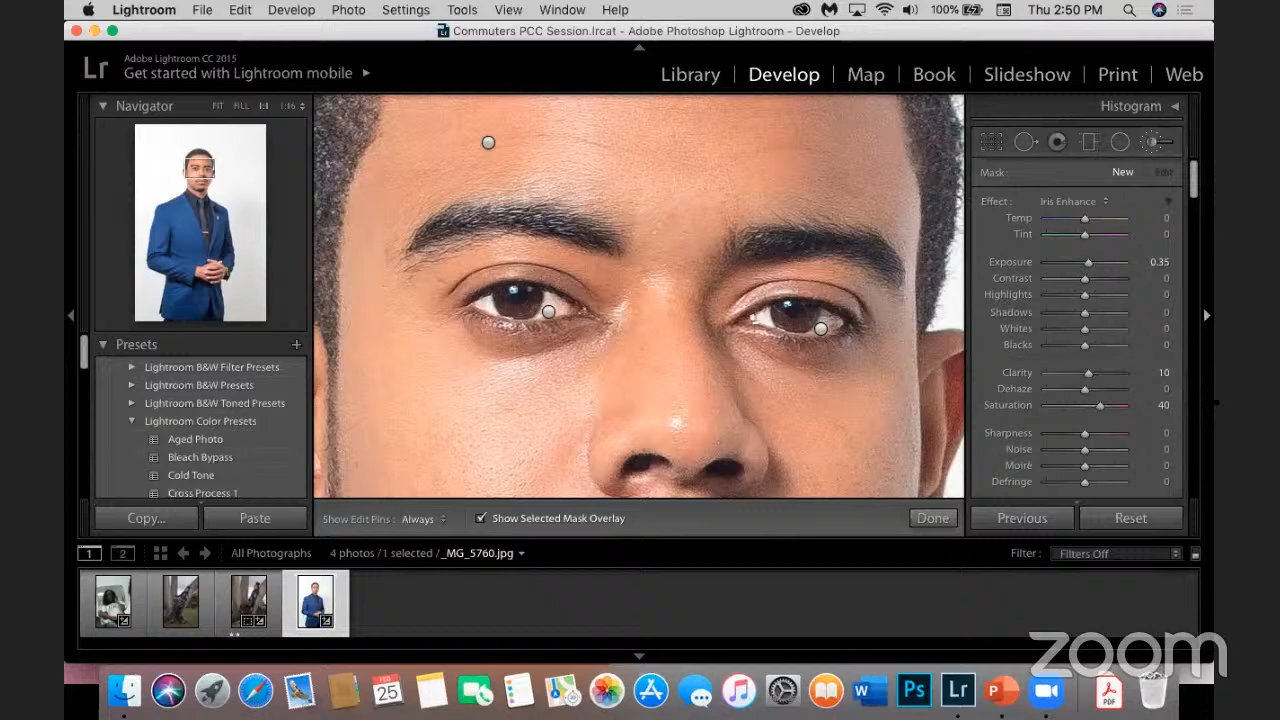 Lightroom File Edit Develop Photo Settings Tools View Window Help 100% Thu 2:50 PM
Commuters PCC Session.lrcat - Adobe Photoshop Lightroom - Develop
Lr Adobe Lightroom CC 2015
Get started with Lightroom mobile
Library Develop Map Book Slideshow Print Web
Navigator FIT FILL 1:1 1:16
Histogram
Mask: New Edit
Effect: Iris Enhance
Temp 0
Tint 0
Exposure 0.35
Contrast 0
Highlights 0
Shadows 0
Whites 0
Blacks 0
Clarity 10
Dehaze 0
Saturation 40
Sharpness 0
Noise 0
Moiré 0
Defringe 0
Presets
Lightroom B&W Filter Presets
Lightroom B&W Presets
Lightroom B&W Toned Presets
Lightroom Color Presets
Aged Photo
Bleach Bypass
Cold Tone
Cross Process 1
Copy... Paste
Show Edit Pins: Always Show Selected Mask Overlay Done
Previous Reset
1 2 All Photographs 4 photos /1 selected /_MG_5760.jpg Filter: Filters Off
FEB
25
W Ps Lr P PDF
zoom